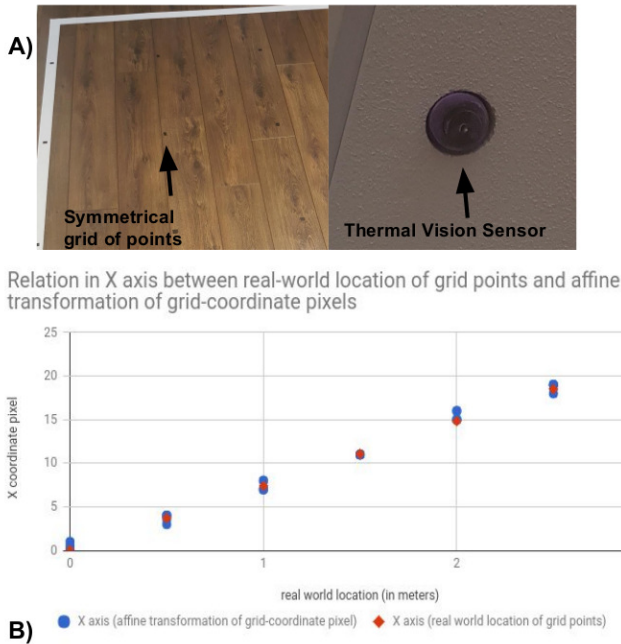 A)
Symmetrical
grid of points
Thermal Vision Sensor
Relation in X axis between real-world location of grid points and affine
transformation of grid-coordinate pixels
25
20
15
10
5
0
X coordinate pixel
0 1 2
real world location (in meters)
X axis (affine transformation of grid-coordinate pixel) X axis (real world location of grid points)
B)